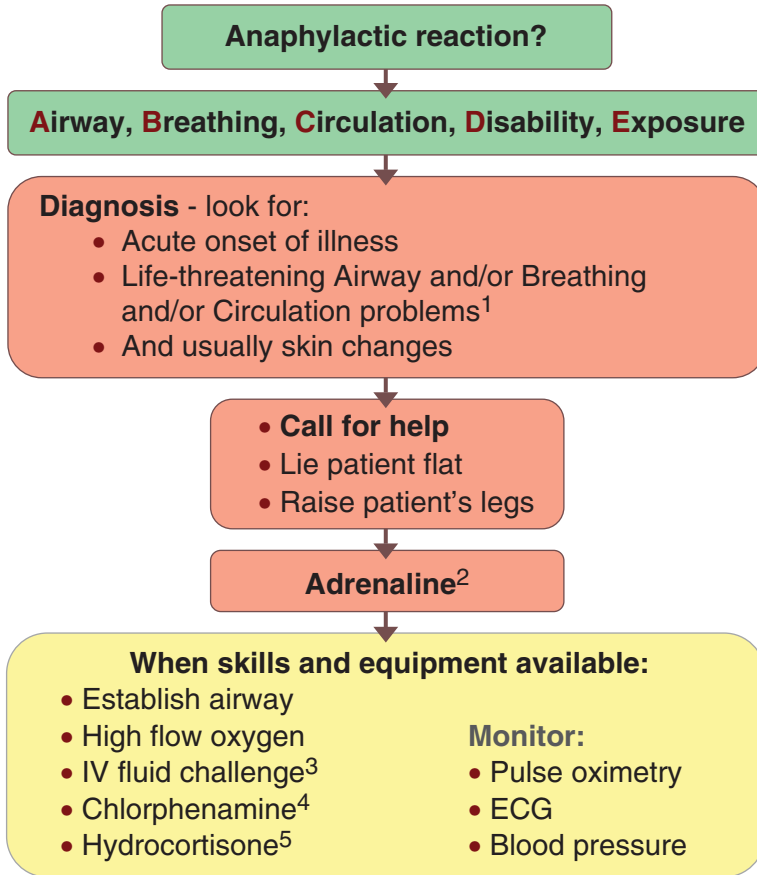 Anaphylactic reaction?
Airway, Breathing, Circulation, Disability, Exposure
Diagnosis - look for:
• Acute onset of illness
• Life-threatening Airway and/or Breathing
and/or Circulation problems1
• And usually skin changes
• Call for help
• Lie patient flat
• Raise patient's legs
Adrenaline2
When skills and equipment available:
• Establish airway
• High flow oxygen
• IV fluid challenge3
• Chlorphenamine4
• Hydrocortisone5
Monitor:
• Pulse oximetry
• ECG
• Blood pressure